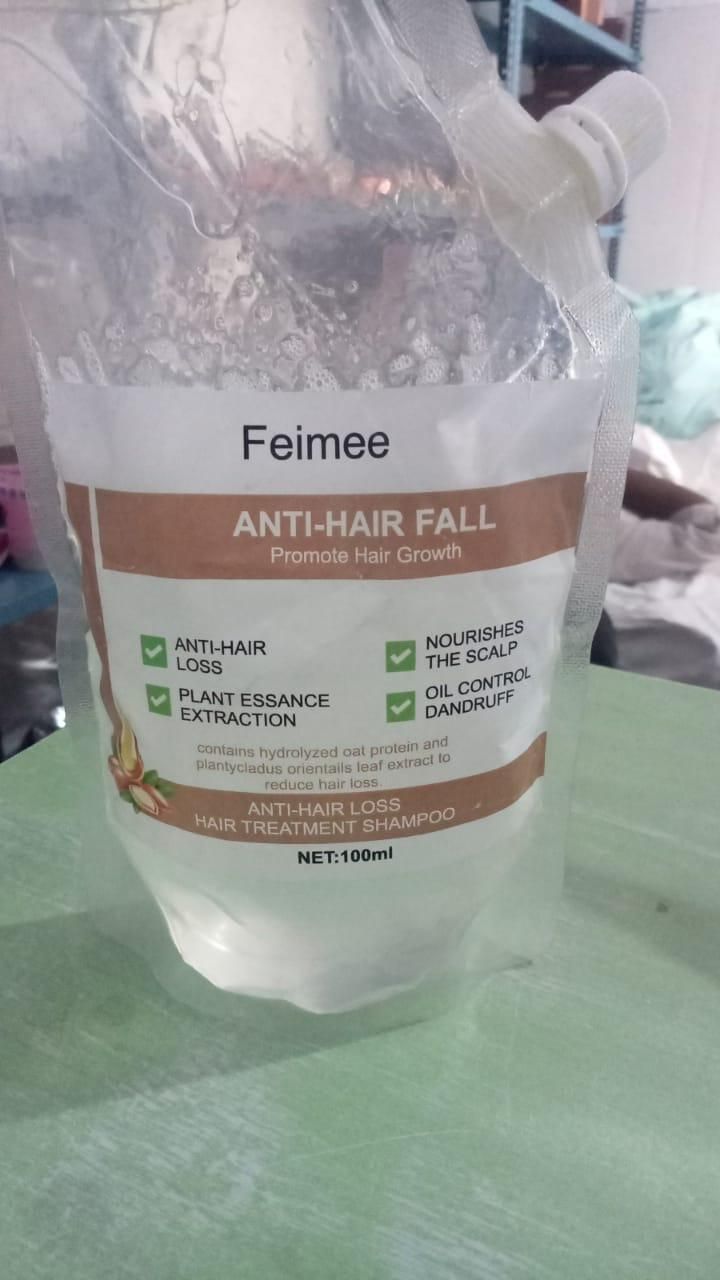 Feimee
ANTI-HAIR FALL
Promote Hair Growth
ANTI-HAIR
LOSS
NOURISHES
THE SCALP
PLANT ESSANCE
EXTRACTION
OIL CONTROL
DANDRUFF
contains hydrolyzed oat protein and
plantycladus orientails leaf extract to
reduce hair loss.
ANTI-HAIR LOSS
HAIR TREATMENT SHAMPOO
NET:100ml